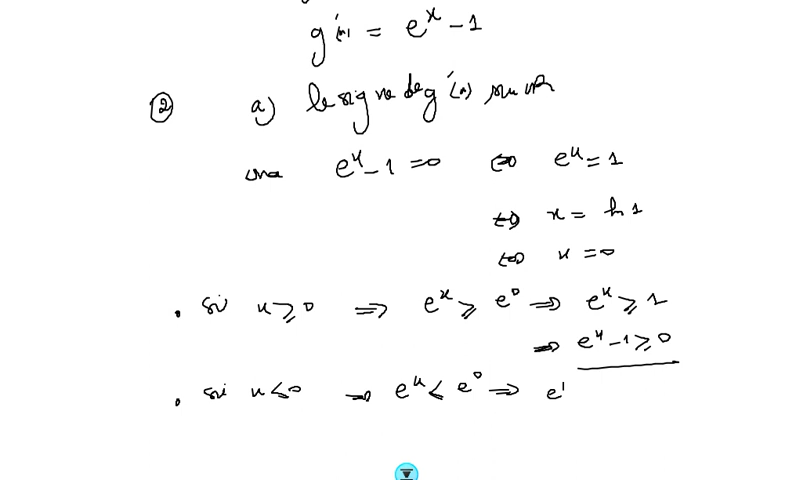 g'(x) = e^x - 1
② a) le signe de g'(x) sur ℝ
on a e^x - 1 = 0 ⇔ e^x = 1
⇔ x = ln 1
⇔ x = 0
. si x ≥ 0 ⇒ e^x ≥ e^0 ⇒ e^x ≥ 1
⇒ e^x - 1 ≥ 0
. si x ≤ 0 ⇒ e^x < e^0 ⇒ e'